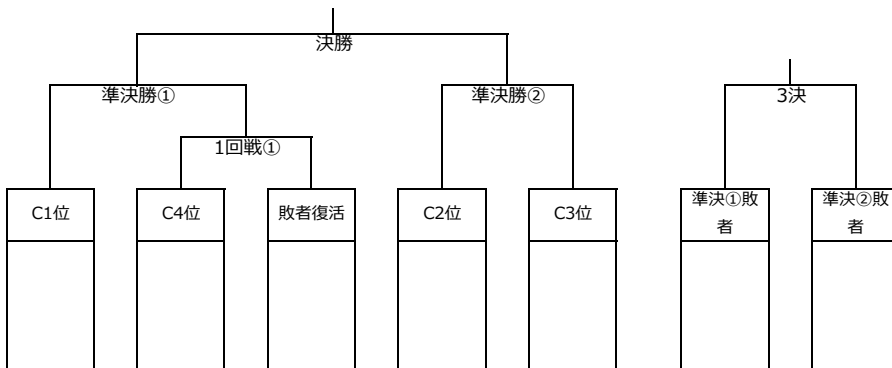 決勝
準決勝①
準決勝②
3決
1回戦①
C1位
C4位
敗者復活
C2位
C3位
準決①敗
者
準決②敗
者